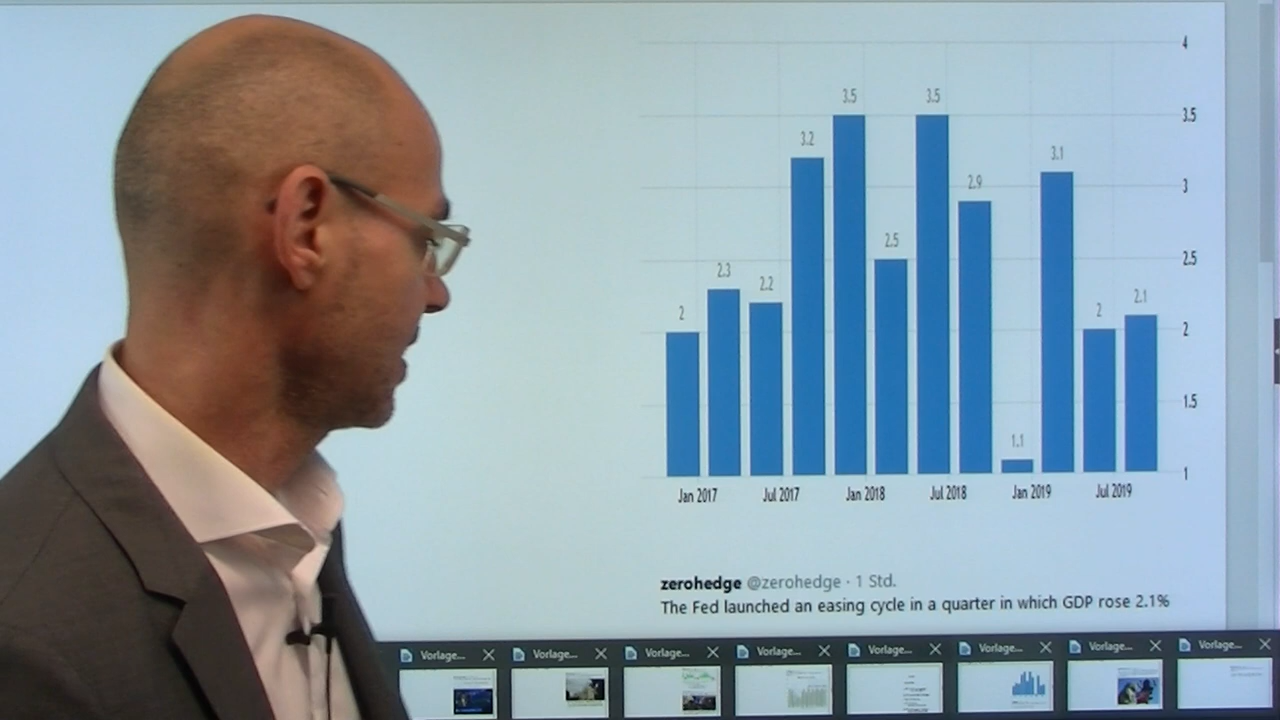 4
3.5 3.5 3.5
3.2 3.1
3
2.9
2.5 2.5
2.3 2.2
2 2 2.1 2
1.5
1.1
1
Jan 2017 Jul 2017 Jan 2018 Jul 2018 Jan 2019 Jul 2019
zerohedge @zerohedge · 1 Std.
The Fed launched an easing cycle in a quarter in which GDP rose 2.1%
Vorlage... Vorlage... Vorlage... Vorlage... Vorlage... Vorlage... Vorlage... Vorlage...